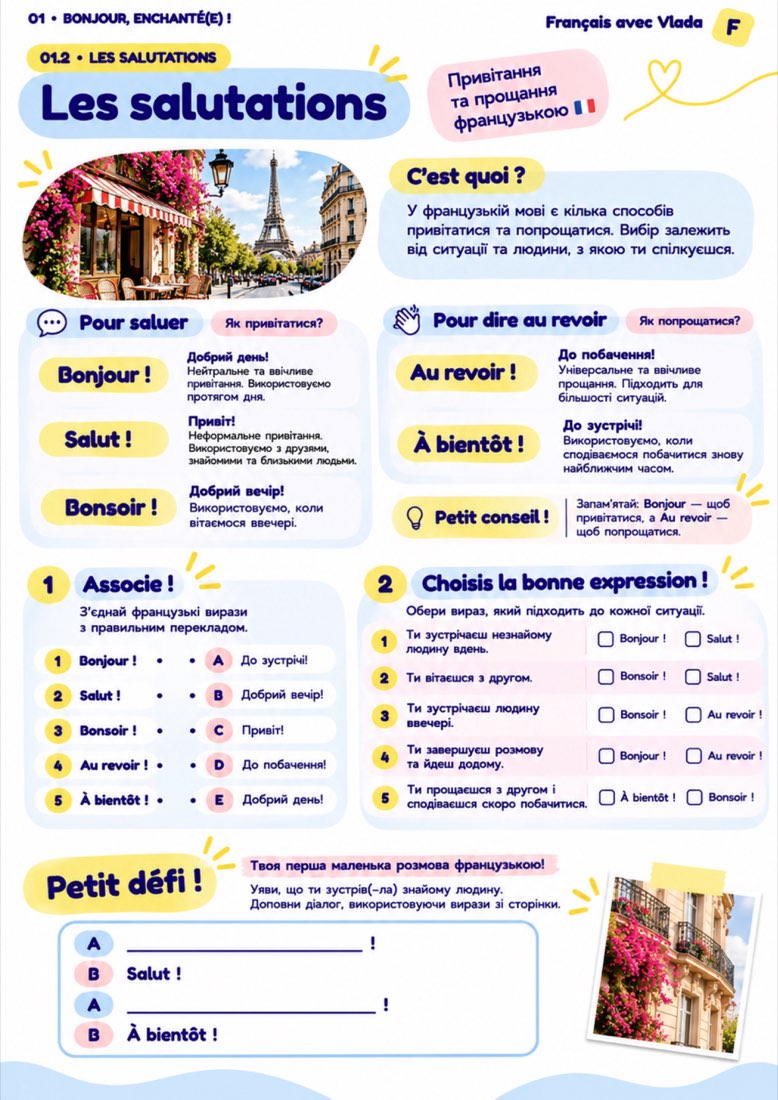 01 • BONJOUR, ENCHANTÉ(E) !
Français avec Vlada F
01.2 • LES SALUTATIONS
Les salutations
Привітання
та прощання
французькою 🇫🇷
C'est quoi ?
У французькій мові є кілька способів
привітатися та попрощатися. Вибір залежить
від ситуації та людини, з якою ти спілкуєшся.
Pour saluer
Як привітатися?
Bonjour !
Добрий день!
Нейтральне та ввічливе
привітання. Використовуємо
протягом дня.
Salut !
Привіт!
Неформальне привітання.
Використовуємо з друзями,
знайомими та близькими людьми.
Bonsoir !
Добрий вечір!
Використовуємо, коли
вітаємося ввечері.
Pour dire au revoir
Як попрощатися?
Au revoir !
До побачення!
Універсальне та ввічливе
прощання. Підходить для
більшості ситуацій.
À bientôt !
До зустрічі!
Використовуємо, коли
сподіваємося побачитися знову
найближчим часом.
Petit conseil !
Запам'ятай: Bonjour — щоб
привітатися, а Au revoir —
щоб попрощатися.
1 Associe !
З'єднай французькі вирази
з правильним перекладом.
1 Bonjour ! • • A До зустрічі!
2 Salut ! • • B Добрий вечір!
3 Bonsoir ! • • C Привіт!
4 Au revoir ! • • D До побачення!
5 À bientôt ! • • E Добрий день!
2 Choisis la bonne expression !
Обери вираз, який підходить до кожної ситуації.
1 Ти зустрічаєш незнайому
людину вдень.
Bonjour ! Salut !
2 Ти вітаєшся з другом.
Bonsoir ! Salut !
3 Ти зустрічаєш людину
ввечері.
Bonsoir ! Au revoir !
4 Ти завершуєш розмову
та йдеш додому.
Bonjour ! Au revoir !
5 Ти прощаєшся з другом і
сподіваєшся скоро побачитися.
À bientôt ! Bonsoir !
Petit défi !
Твоя перша маленька розмова французькою!
Уяви, що ти зустрів(–ла) знайому людину.
Доповни діалог, використовуючи вирази зі сторінки.
A ____________________ !
B Salut !
A ____________________ !
B À bientôt !